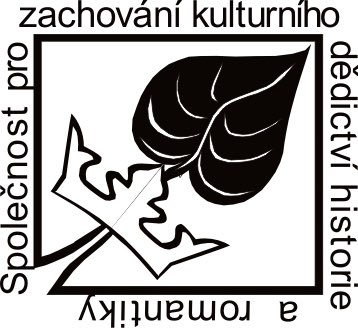 Společnost pro
zachování kulturního
dědictví historie
a romantiky